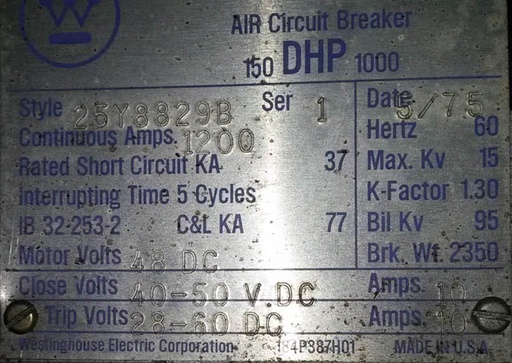 AIR Circuit Breaker
150 DHP 1000
Style 25Y8829B Ser 1 Date 5/75
Continuous Amps. 1200 Hertz 60
Rated Short Circuit KA 37 Max. Kv 15
Interrupting Time 5 Cycles K-Factor 1.30
IB 32-253-2 C&L KA 77 Bil Kv 95
Motor Volts 48 DC Brk. Wt. 2350
Close Volts 40-50 V.DC Amps. 10
Trip Volts 28-60 DC Amps. 10
Westinghouse Electric Corporation 184P387H01 MADE IN U.S.A.